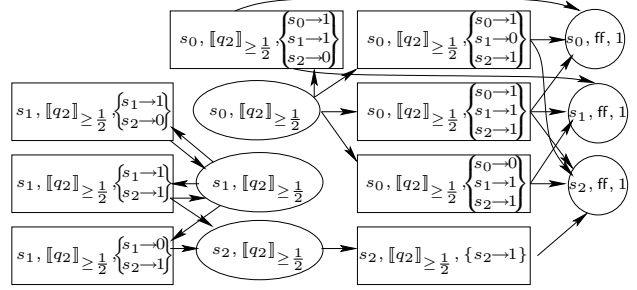 s₀, ⟦q₂⟧≥1/2, {s₀→1 s₁→1 s₂→0}
s₀, ⟦q₂⟧≥1/2, {s₀→1 s₁→0 s₂→1}
s₀, ff, 1
s₁, ⟦q₂⟧≥1/2, {s₁→1 s₂→0}
s₀, ⟦q₂⟧≥1/2
s₀, ⟦q₂⟧≥1/2, {s₀→1 s₁→1 s₂→1}
s₁, ff, 1
s₁, ⟦q₂⟧≥1/2, {s₁→1 s₂→1}
s₁, ⟦q₂⟧≥1/2
s₀, ⟦q₂⟧≥1/2, {s₀→0 s₁→1 s₂→1}
s₂, ff, 1
s₁, ⟦q₂⟧≥1/2, {s₁→0 s₂→1}
s₂, ⟦q₂⟧≥1/2
s₂, ⟦q₂⟧≥1/2, {s₂→1}